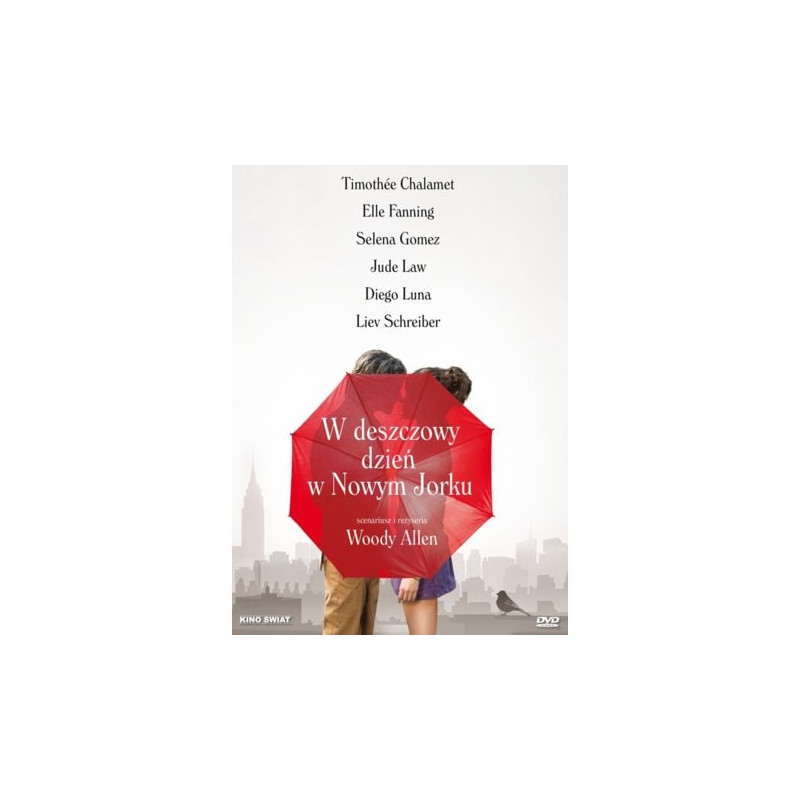 Timothée Chalamet
Elle Fanning
Selena Gomez
Jude Law
Diego Luna
Liev Schreiber
W deszczowy
dzień
w Nowym Jorku
scenariusz i reżyseria
Woody Allen
KINO ŚWIAT
DVD